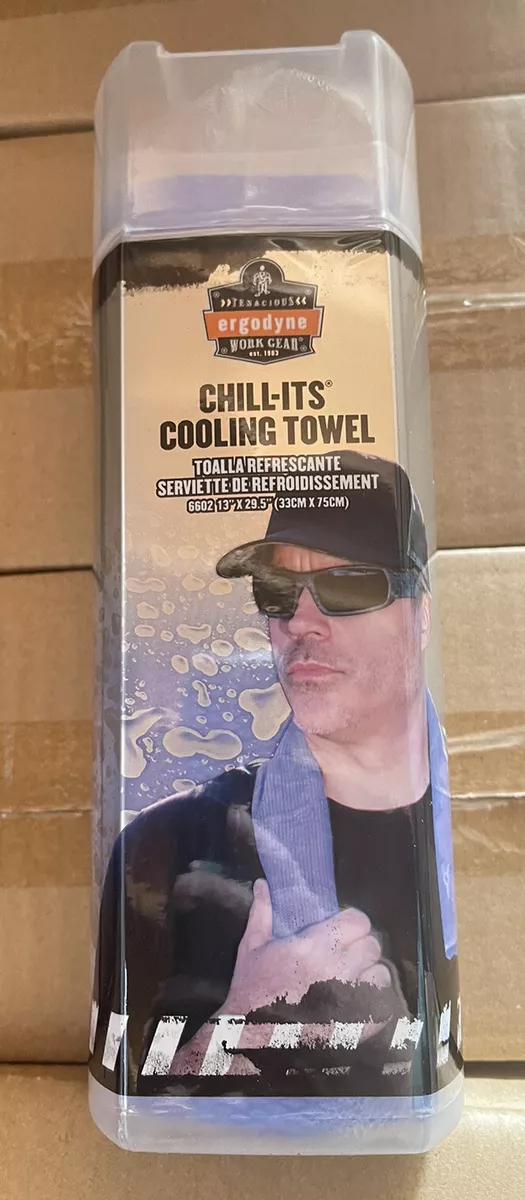 »TENACIOUS«
ergodyne
WORK GEAR®
est. 1983
CHILL-ITS®
COOLING TOWEL
TOALLA REFRESCANTE
SERVIETTE DE REFROIDISSEMENT
6602 13" X 29.5" (33CM X 75CM)